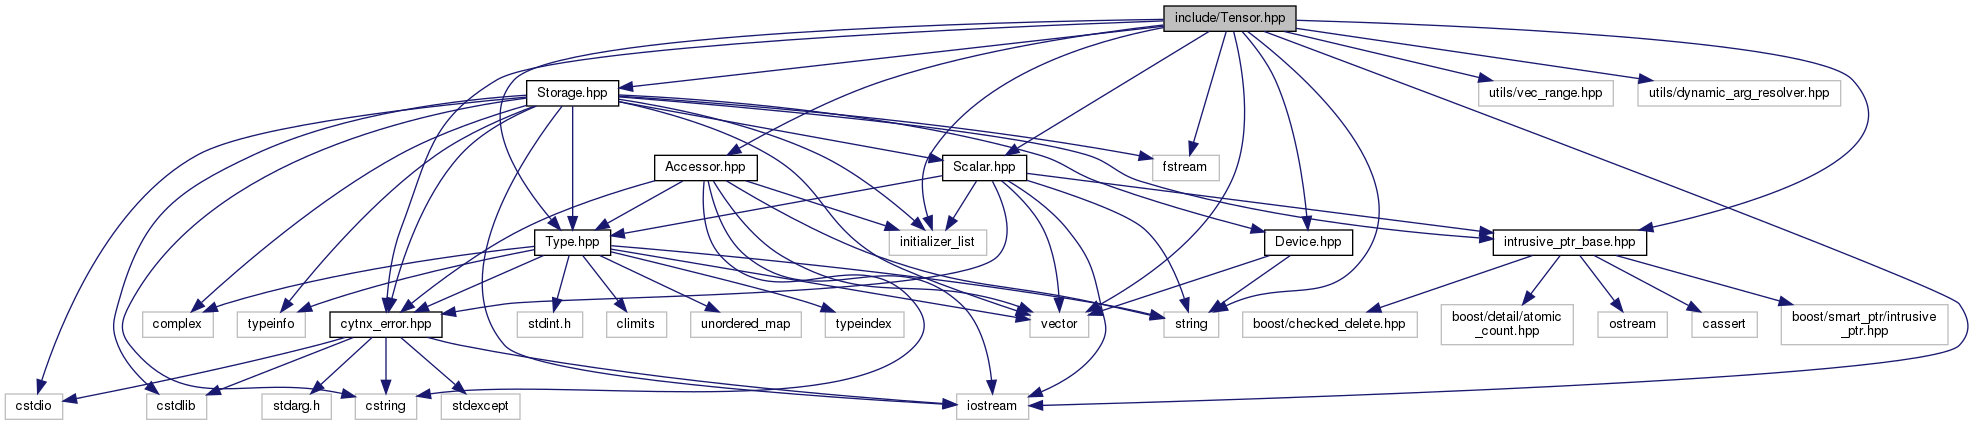 include/Tensor.hpp
Storage.hpp
utils/vec_range.hpp
utils/dynamic_arg_resolver.hpp
Accessor.hpp
Scalar.hpp
fstream
Type.hpp
initializer_list
Device.hpp
intrusive_ptr_base.hpp
complex
typeinfo
cytnx_error.hpp
stdint.h
climits
unordered_map
typeindex
vector
string
boost/checked_delete.hpp
boost/detail/atomic
_count.hpp
ostream
cassert
boost/smart_ptr/intrusive
_ptr.hpp
cstdio
cstdlib
stdarg.h
cstring
stdexcept
iostream